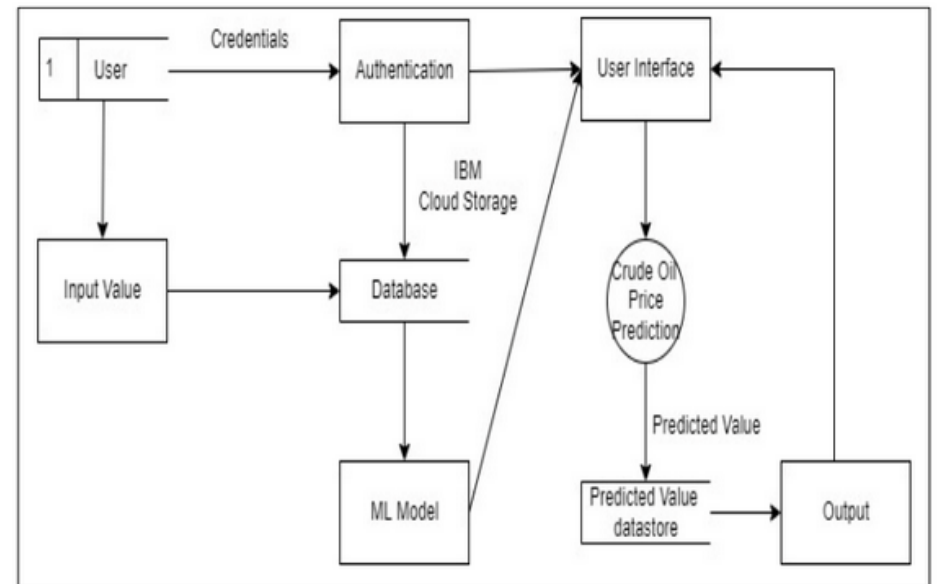 Credentials
1
User
Authentication
User Interface
IBM
Cloud Storage
Input Value
Database
Crude Oil
Price
Prediction
Predicted Value
ML Model
Predicted Value
datastore
Output